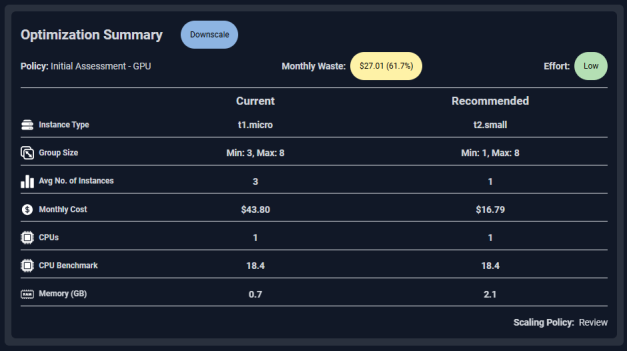 Optimization Summary Downscale
Policy: Initial Assessment - GPU Monthly Waste: $27.01 (61.7%) Effort: Low
Current Recommended
Instance Type t1.micro t2.small
Group Size Min: 3, Max: 8 Min: 1, Max: 8
Avg No. of Instances 3 1
Monthly Cost $43.80 $16.79
CPUs 1 1
CPU Benchmark 18.4 18.4
Memory (GB) 0.7 2.1
Scaling Policy: Review